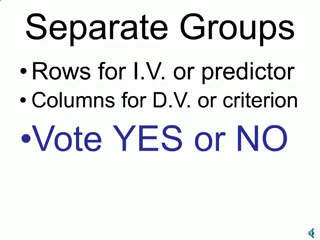 Separate Groups
•Rows for I.V. or predictor
•Columns for D.V. or criterion
•Vote YES or NO